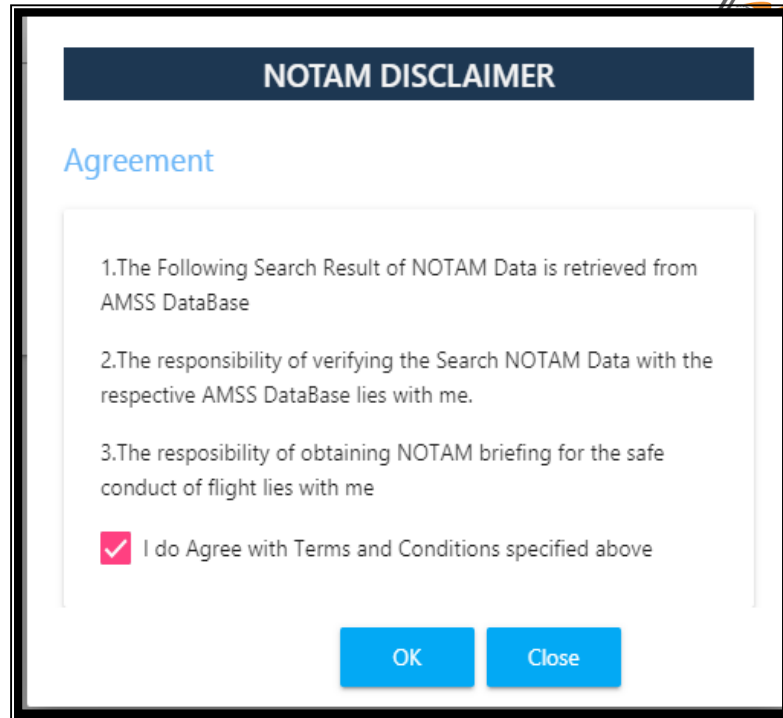 NOTAM DISCLAIMER
Agreement
1.The Following Search Result of NOTAM Data is retrieved from
AMSS DataBase
2.The responsibility of verifying the Search NOTAM Data with the
respective AMSS DataBase lies with me.
3.The resposibility of obtaining NOTAM briefing for the safe
conduct of flight lies with me
I do Agree with Terms and Conditions specified above
OK Close